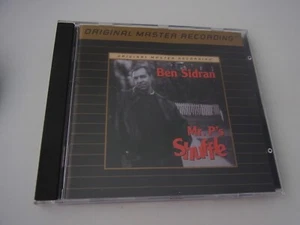 ORIGINAL MASTER RECORDING
ORIGINAL MASTER RECORDING
Ben Sidran
Mr. P.'s
Shuffle